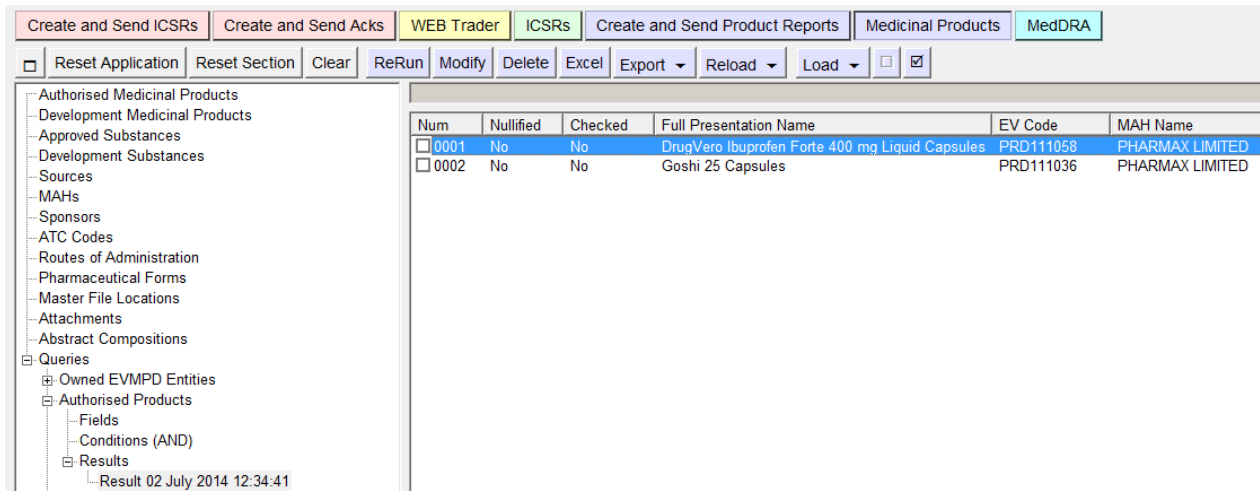 Create and Send ICSRs Create and Send Acks WEB Trader ICSRs Create and Send Product Reports Medicinal Products MedDRA
Reset Application Reset Section Clear ReRun Modify Delete Excel Export Reload Load
Authorised Medicinal Products
Development Medicinal Products
Approved Substances
Development Substances
Sources
MAHs
Sponsors
ATC Codes
Routes of Administration
Pharmaceutical Forms
Master File Locations
Attachments
Abstract Compositions
Queries
Owned EVMPD Entities
Authorised Products
Fields
Conditions (AND)
Results
Result 02 July 2014 12:34:41
Num Nullified Checked Full Presentation Name EV Code MAH Name
0001 No No DrugVero Ibuprofen Forte 400 mg Liquid Capsules PRD111058 PHARMAX LIMITED
0002 No No Goshi 25 Capsules PRD111036 PHARMAX LIMITED